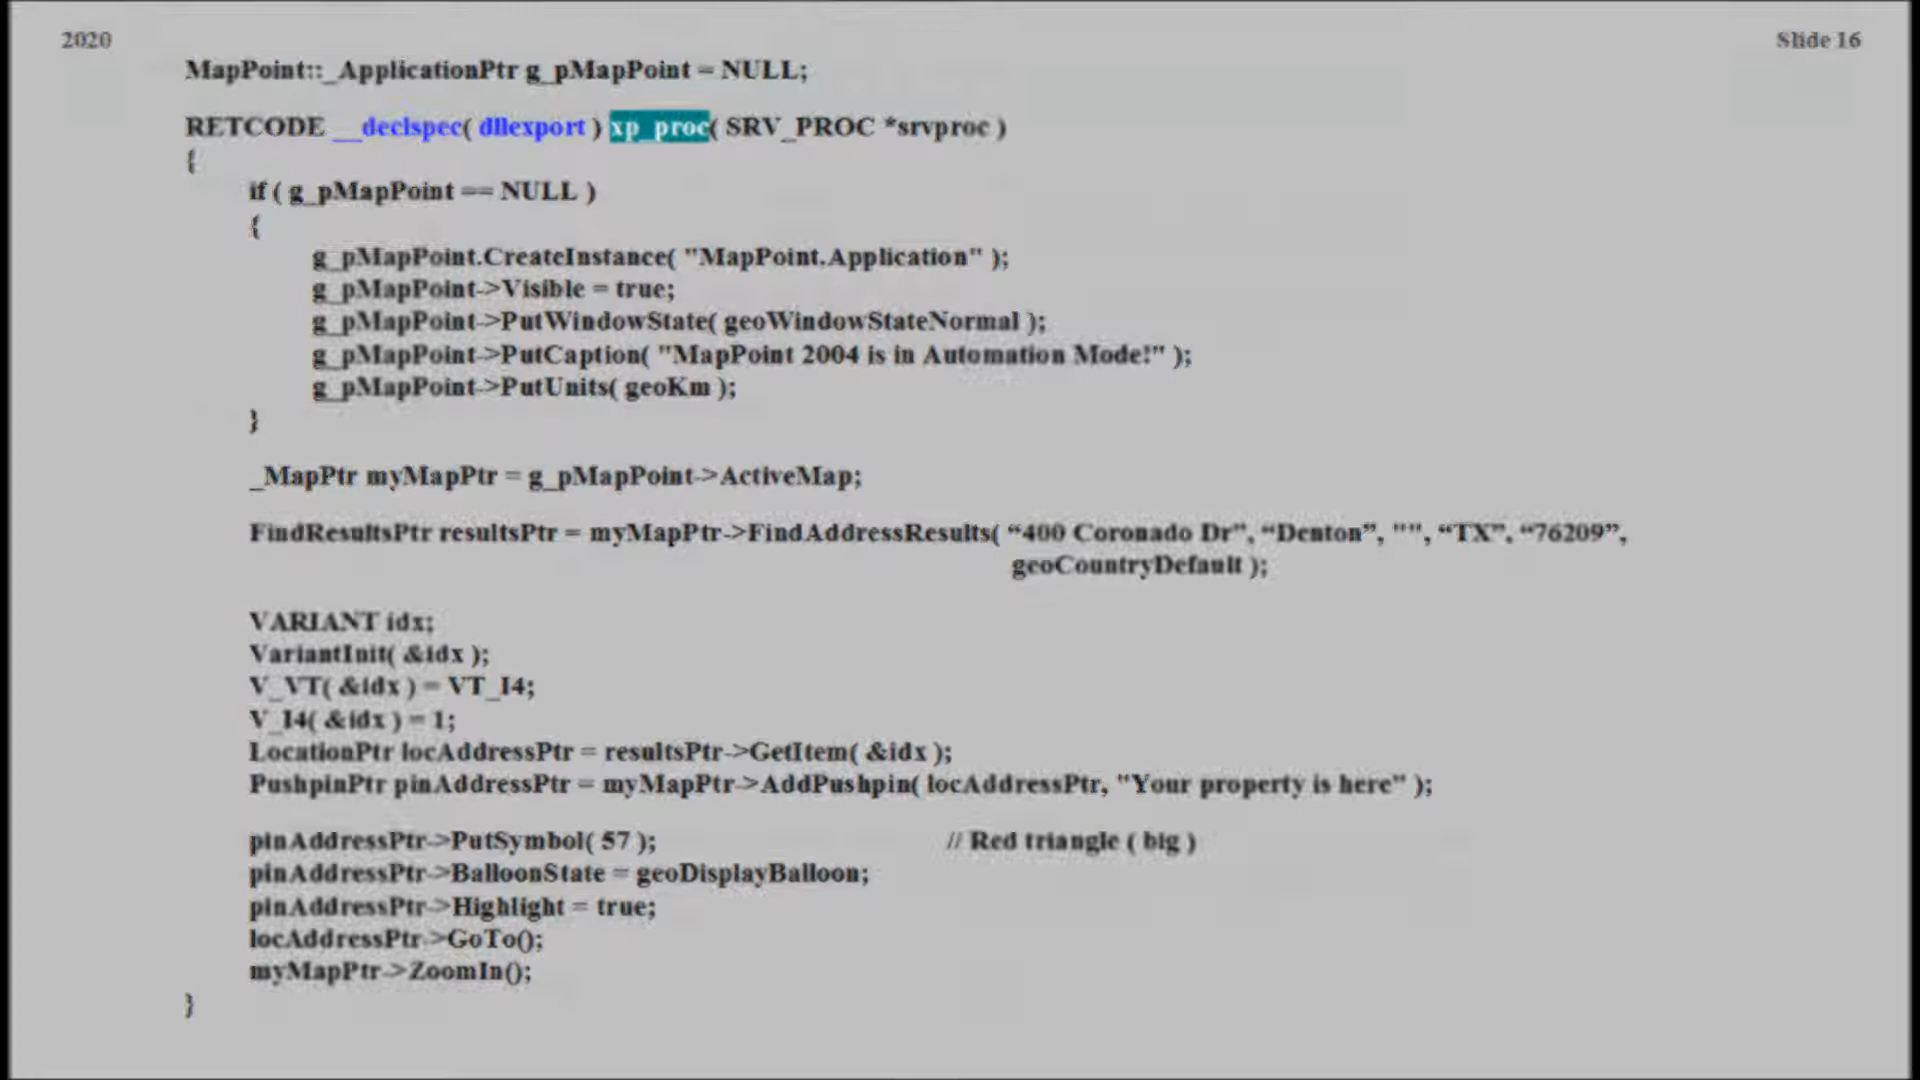 2020
Slide 16
MapPoint::_ApplicationPtr g_pMapPoint = NULL;
RETCODE __declspec( dllexport ) xp_proc( SRV_PROC *srvproc )
{
if ( g_pMapPoint == NULL )
{
g_pMapPoint.CreateInstance( "MapPoint.Application" );
g_pMapPoint->Visible = true;
g_pMapPoint->PutWindowState( geoWindowStateNormal );
g_pMapPoint->PutCaption( "MapPoint 2004 is in Automation Mode!" );
g_pMapPoint->PutUnits( geoKm );
}
_MapPtr myMapPtr = g_pMapPoint->ActiveMap;
FindResultsPtr resultsPtr = myMapPtr->FindAddressResults( “400 Coronado Dr”, “Denton”, "", “TX”, “76209”,
geoCountryDefault );
VARIANT idx;
VariantInit( &idx );
V_VT( &idx ) = VT_I4;
V_I4( &idx ) = 1;
LocationPtr locAddressPtr = resultsPtr->GetItem( &idx );
PushpinPtr pinAddressPtr = myMapPtr->AddPushpin( locAddressPtr, "Your property is here" );
pinAddressPtr->PutSymbol( 57 ); // Red triangle ( big )
pinAddressPtr->BalloonState = geoDisplayBalloon;
pinAddressPtr->Highlight = true;
locAddressPtr->GoTo();
myMapPtr->ZoomIn();
}